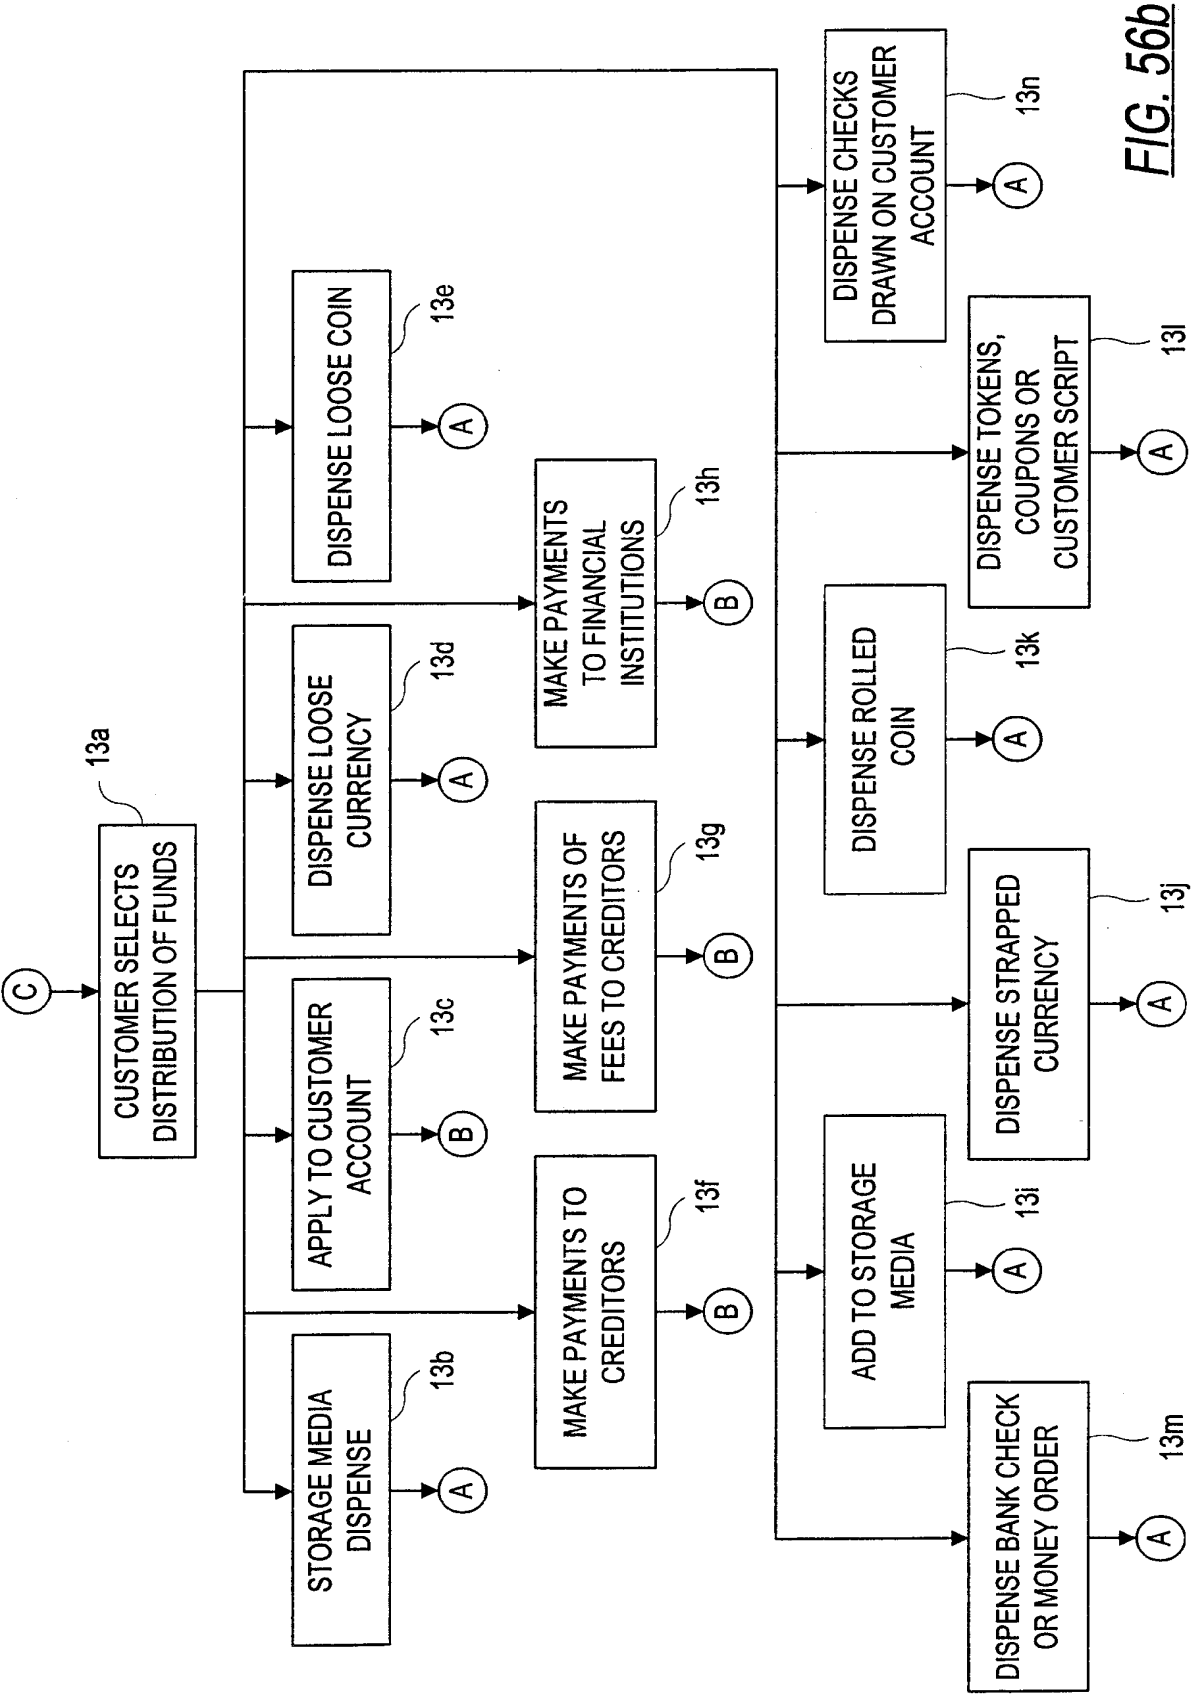 C
13a
CUSTOMER SELECTS
DISTRIBUTION OF FUNDS
STORAGE MEDIA
DISPENSE
13b
A
APPLY TO CUSTOMER
ACCOUNT
13c
B
DISPENSE LOOSE
CURRENCY
13d
A
DISPENSE LOOSE COIN
13e
A
MAKE PAYMENTS TO
CREDITORS
13f
B
MAKE PAYMENTS OF
FEES TO CREDITORS
13g
B
MAKE PAYMENTS
TO FINANCIAL
INSTITUTIONS
13h
B
ADD TO STORAGE
MEDIA
13i
A
DISPENSE ROLLED
COIN
13k
A
DISPENSE CHECKS
DRAWN ON CUSTOMER
ACCOUNT
13n
A
DISPENSE BANK CHECK
OR MONEY ORDER
13m
A
DISPENSE STRAPPED
CURRENCY
13j
A
DISPENSE TOKENS,
COUPONS OR
CUSTOMER SCRIPT
13l
A
FIG. 56b